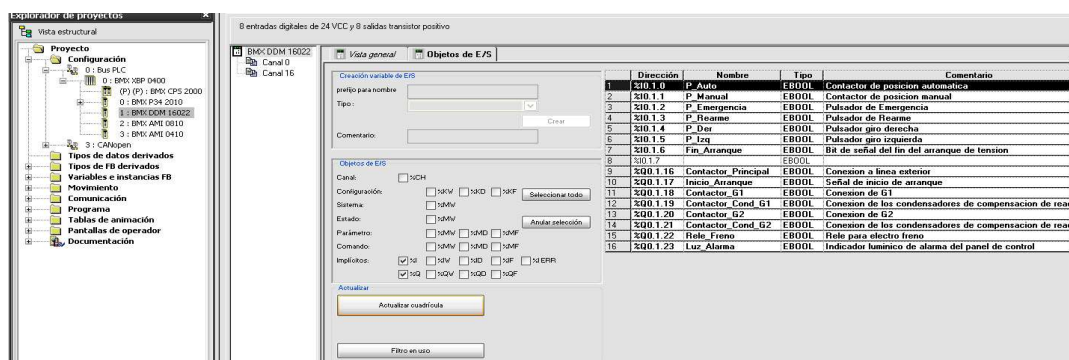 Explorador de proyectos
Vista estructural
Proyecto
Configuración
0 : Bus PLC
0 : BMX XBP 0400
(P) (P) : BMX CPS 2000
0 : BMX P34 2010
1 : BMX DDM 16022
2 : BMX AMI 0810
3 : BMX AMI 0410
3 : CANopen
Tipos de datos derivados
Tipos de FB derivados
Variables e instancias FB
Movimiento
Comunicación
Programa
Tablas de animación
Pantallas de operador
Documentación
8 entradas digitales de 24 VCC y 8 salidas transistor positivo
BMX DDM 16022
Canal 0
Canal 16
Vista general
Objetos de E/S
Creación variable de E/S
prefijo para nombre
Tipo :
Crear
Comentario:
Objetos de E/S
Canal: %CH
Configuración: %KW %KD %KF Seleccionar todo
Sistema: %MW
Estado: %MW Anular selección
Parámetro: %MW %MD %MF
Comando: %MW %MD %MF
Implícitos: %I %IW %ID %IF %IERR
%Q %QW %QD %QF
Actualizar
Actualizar cuadrícula
Filtro en uso
Dirección Nombre Tipo Comentario
1 %I0.1.0 P_Auto EBOOL Contactor de posicion automatica
2 %I0.1.1 P_Manual EBOOL Contactor de posicion manual
3 %I0.1.2 P_Emergencia EBOOL Pulsador de Emergencia
4 %I0.1.3 P_Rearme EBOOL Pulsador de Rearme
5 %I0.1.4 P_Der EBOOL Pulsador giro derecha
6 %I0.1.5 P_Izq EBOOL Pulsador giro izquierda
7 %I0.1.6 Fin_Arranque EBOOL Bit de señal del fin del arranque de tension
8 %I0.1.7 EBOOL
9 %Q0.1.16 Contactor_Principal EBOOL Conexion a linea exterior
10 %Q0.1.17 Inicio_Arranque EBOOL Señal de inicio de arranque
11 %Q0.1.18 Contactor_G1 EBOOL Conexion de G1
12 %Q0.1.19 Contactor_Cond_G1 EBOOL Conexion de los condensadores de compensacion de reac
13 %Q0.1.20 Contactor_G2 EBOOL Conexion de G2
14 %Q0.1.21 Contactor_Cond_G2 EBOOL Conexion de los condensadores de compensacion de reac
15 %Q0.1.22 Rele_Freno EBOOL Rele para electro freno
16 %Q0.1.23 Luz_Alarma EBOOL Indicador luminico de alarma del panel de control